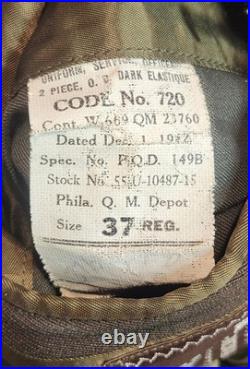 UNIFORM, SERVICE, OFFICERS
2 PIECE, O. D. DARK ELASTIQUE
CODE No. 720
Cont. W 669 QM 23760
Dated Dec. 1, 1942
Spec. No. P.Q.D. 149B
Stock No. 55-U-10487-15
Phila. Q. M. Depot
Size 37 REG.